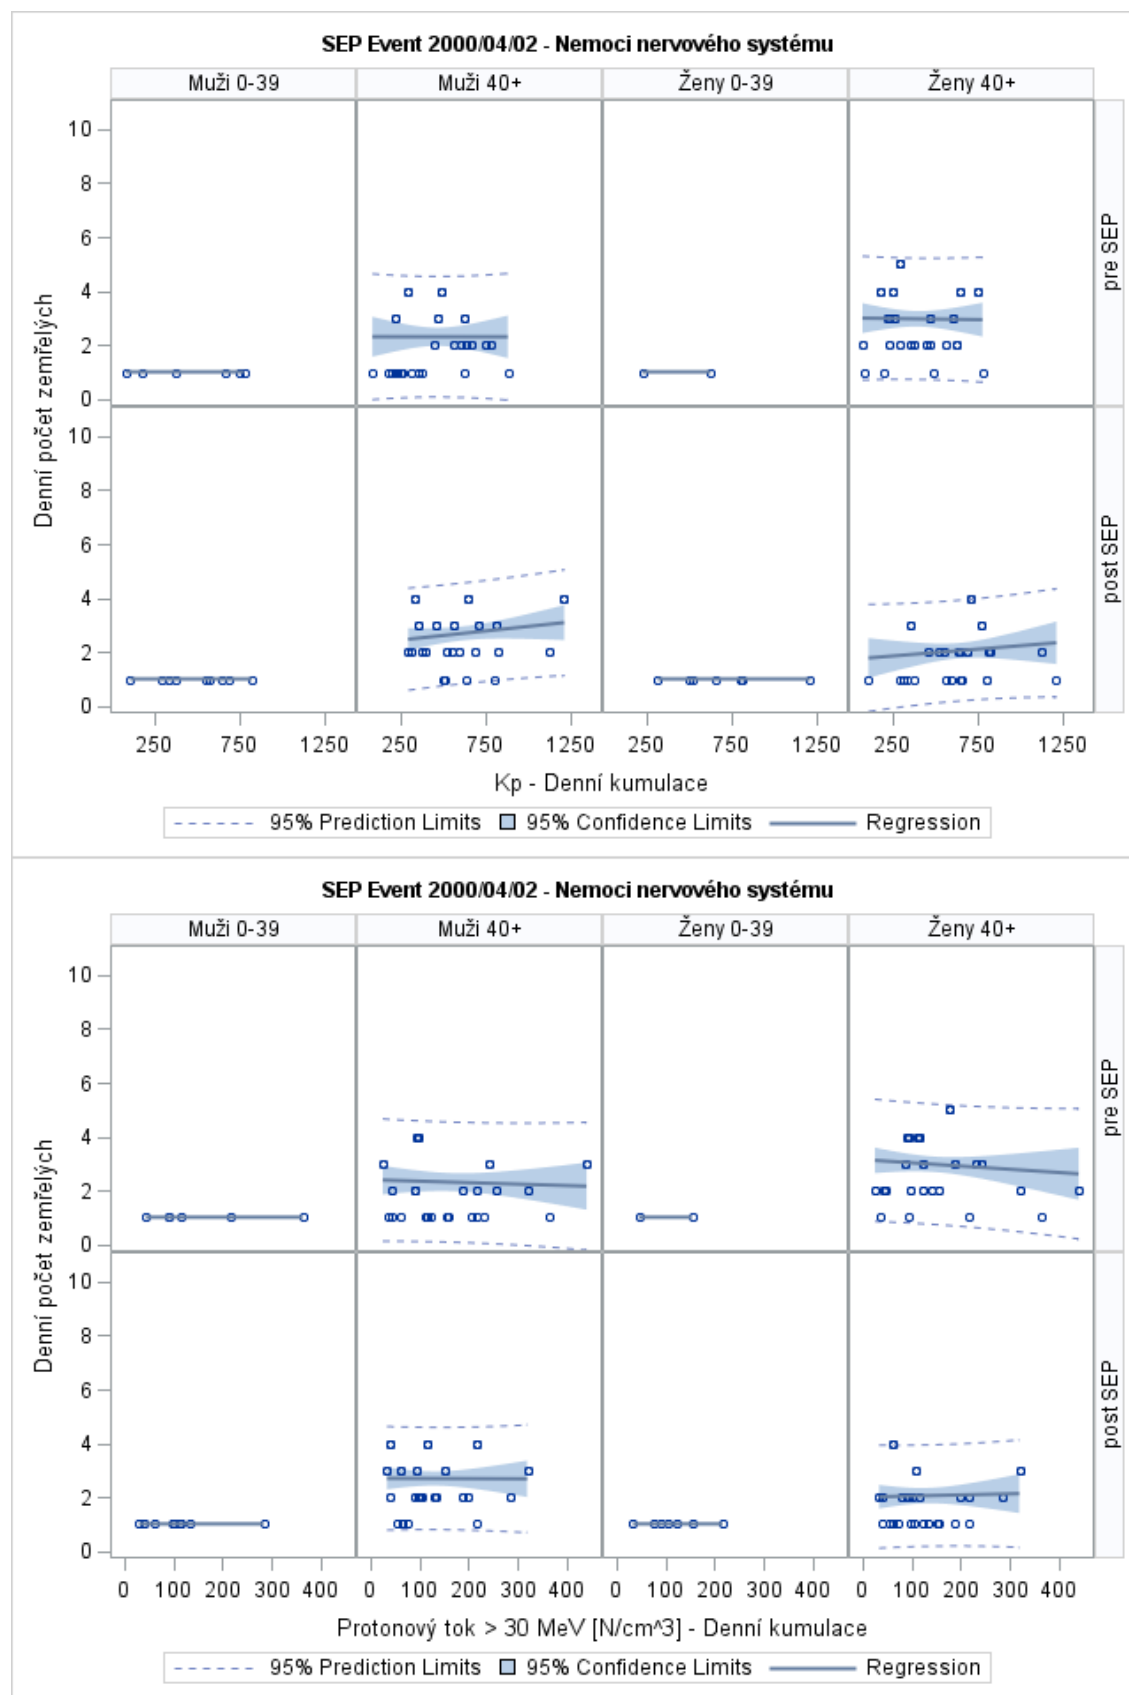 SEP Event 2000/04/02 - Nemoci nervového systému
Muži 0-39 Muži 40+ Ženy 0-39 Ženy 40+
Denní počet zemřelých
10
8
6
4
2
0
pre SEP
10
8
6
4
2
0
post SEP
250 750 1250 250 750 1250 250 750 1250 250 750 1250
Kp - Denní kumulace
95% Prediction Limits 95% Confidence Limits Regression
SEP Event 2000/04/02 - Nemoci nervového systému
Muži 0-39 Muži 40+ Ženy 0-39 Ženy 40+
Denní počet zemřelých
10
8
6
4
2
0
pre SEP
10
8
6
4
2
0
post SEP
0 100 200 300 400 0 100 200 300 400 0 100 200 300 400 0 100 200 300 400
Protonový tok > 30 MeV [N/cm^3] - Denní kumulace
95% Prediction Limits 95% Confidence Limits Regression